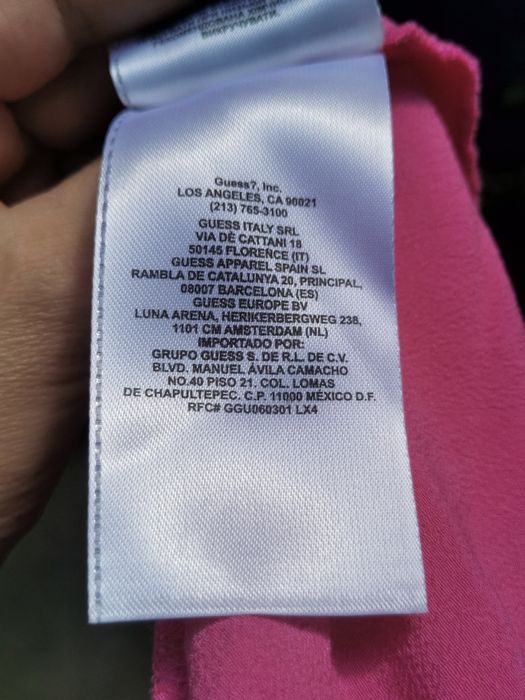 Guess?, Inc.
LOS ANGELES, CA 90021
(213) 765-3100
GUESS ITALY SRL
VIA DÉ CATTANI 18
50145 FLORENCE (IT)
GUESS APPAREL SPAIN SL
RAMBLA DE CATALUNYA 20, PRINCIPAL,
08007 BARCELONA (ES)
GUESS EUROPE BV
LUNA ARENA, HERIKERBERGWEG 238,
1101 CM AMSTERDAM (NL)
IMPORTADO POR:
GRUPO GUESS S. DE R.L. DE C.V.
BLVD. MANUEL ÁVILA CAMACHO
NO.40 PISO 21. COL. LOMAS
DE CHAPULTEPEC. C.P. 11000 MÉXICO D.F.
RFC# GGU060301 LX4